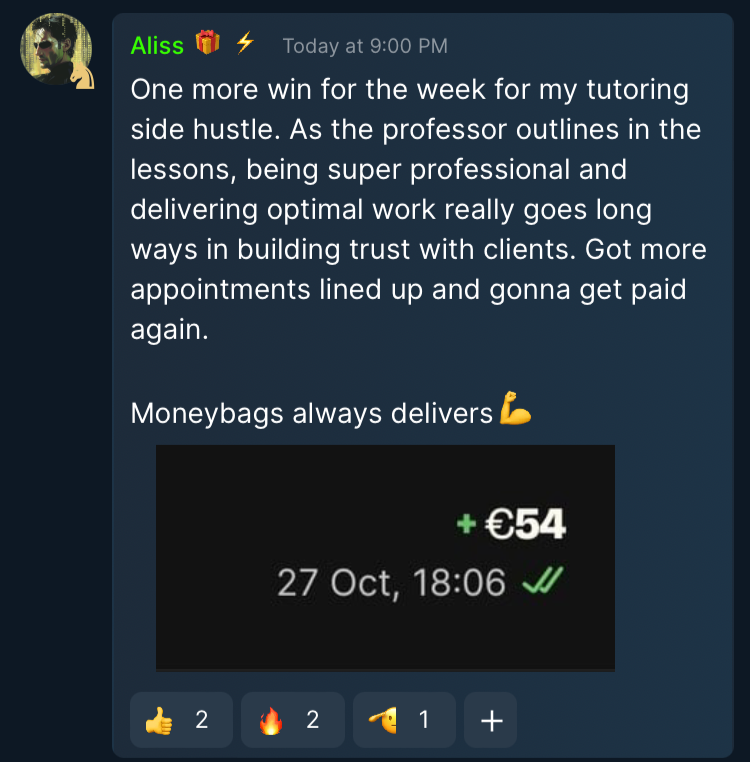 Aliss 🎁 ⚡ Today at 9:00 PM
One more win for the week for my tutoring
side hustle. As the professor outlines in the
lessons, being super professional and
delivering optimal work really goes long
ways in building trust with clients. Got more
appointments lined up and gonna get paid
again.
Moneybags always delivers💪
+ €54
27 Oct, 18:06
👍 2 🔥 2 🫡 1 +